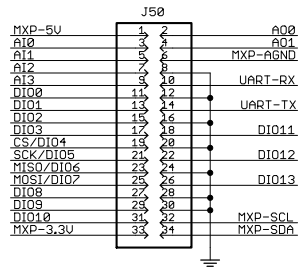 J50
MXP-5V 1 2 AO0
AI0 3 4 AO1
AI1 5 6 MXP-AGND
AI2 7 8
AI3 9 10 UART-RX
DIO0 11 12
DIO1 13 14 UART-TX
DIO2 15 16
DIO3 17 18 DIO11
CS/DIO4 19 20
SCK/DIO5 21 22 DIO12
MISO/DIO6 23 24
MOSI/DIO7 25 26 DIO13
DIO8 27 28
DIO9 29 30
DIO10 31 32 MXP-SCL
MXP-3.3V 33 34 MXP-SDA